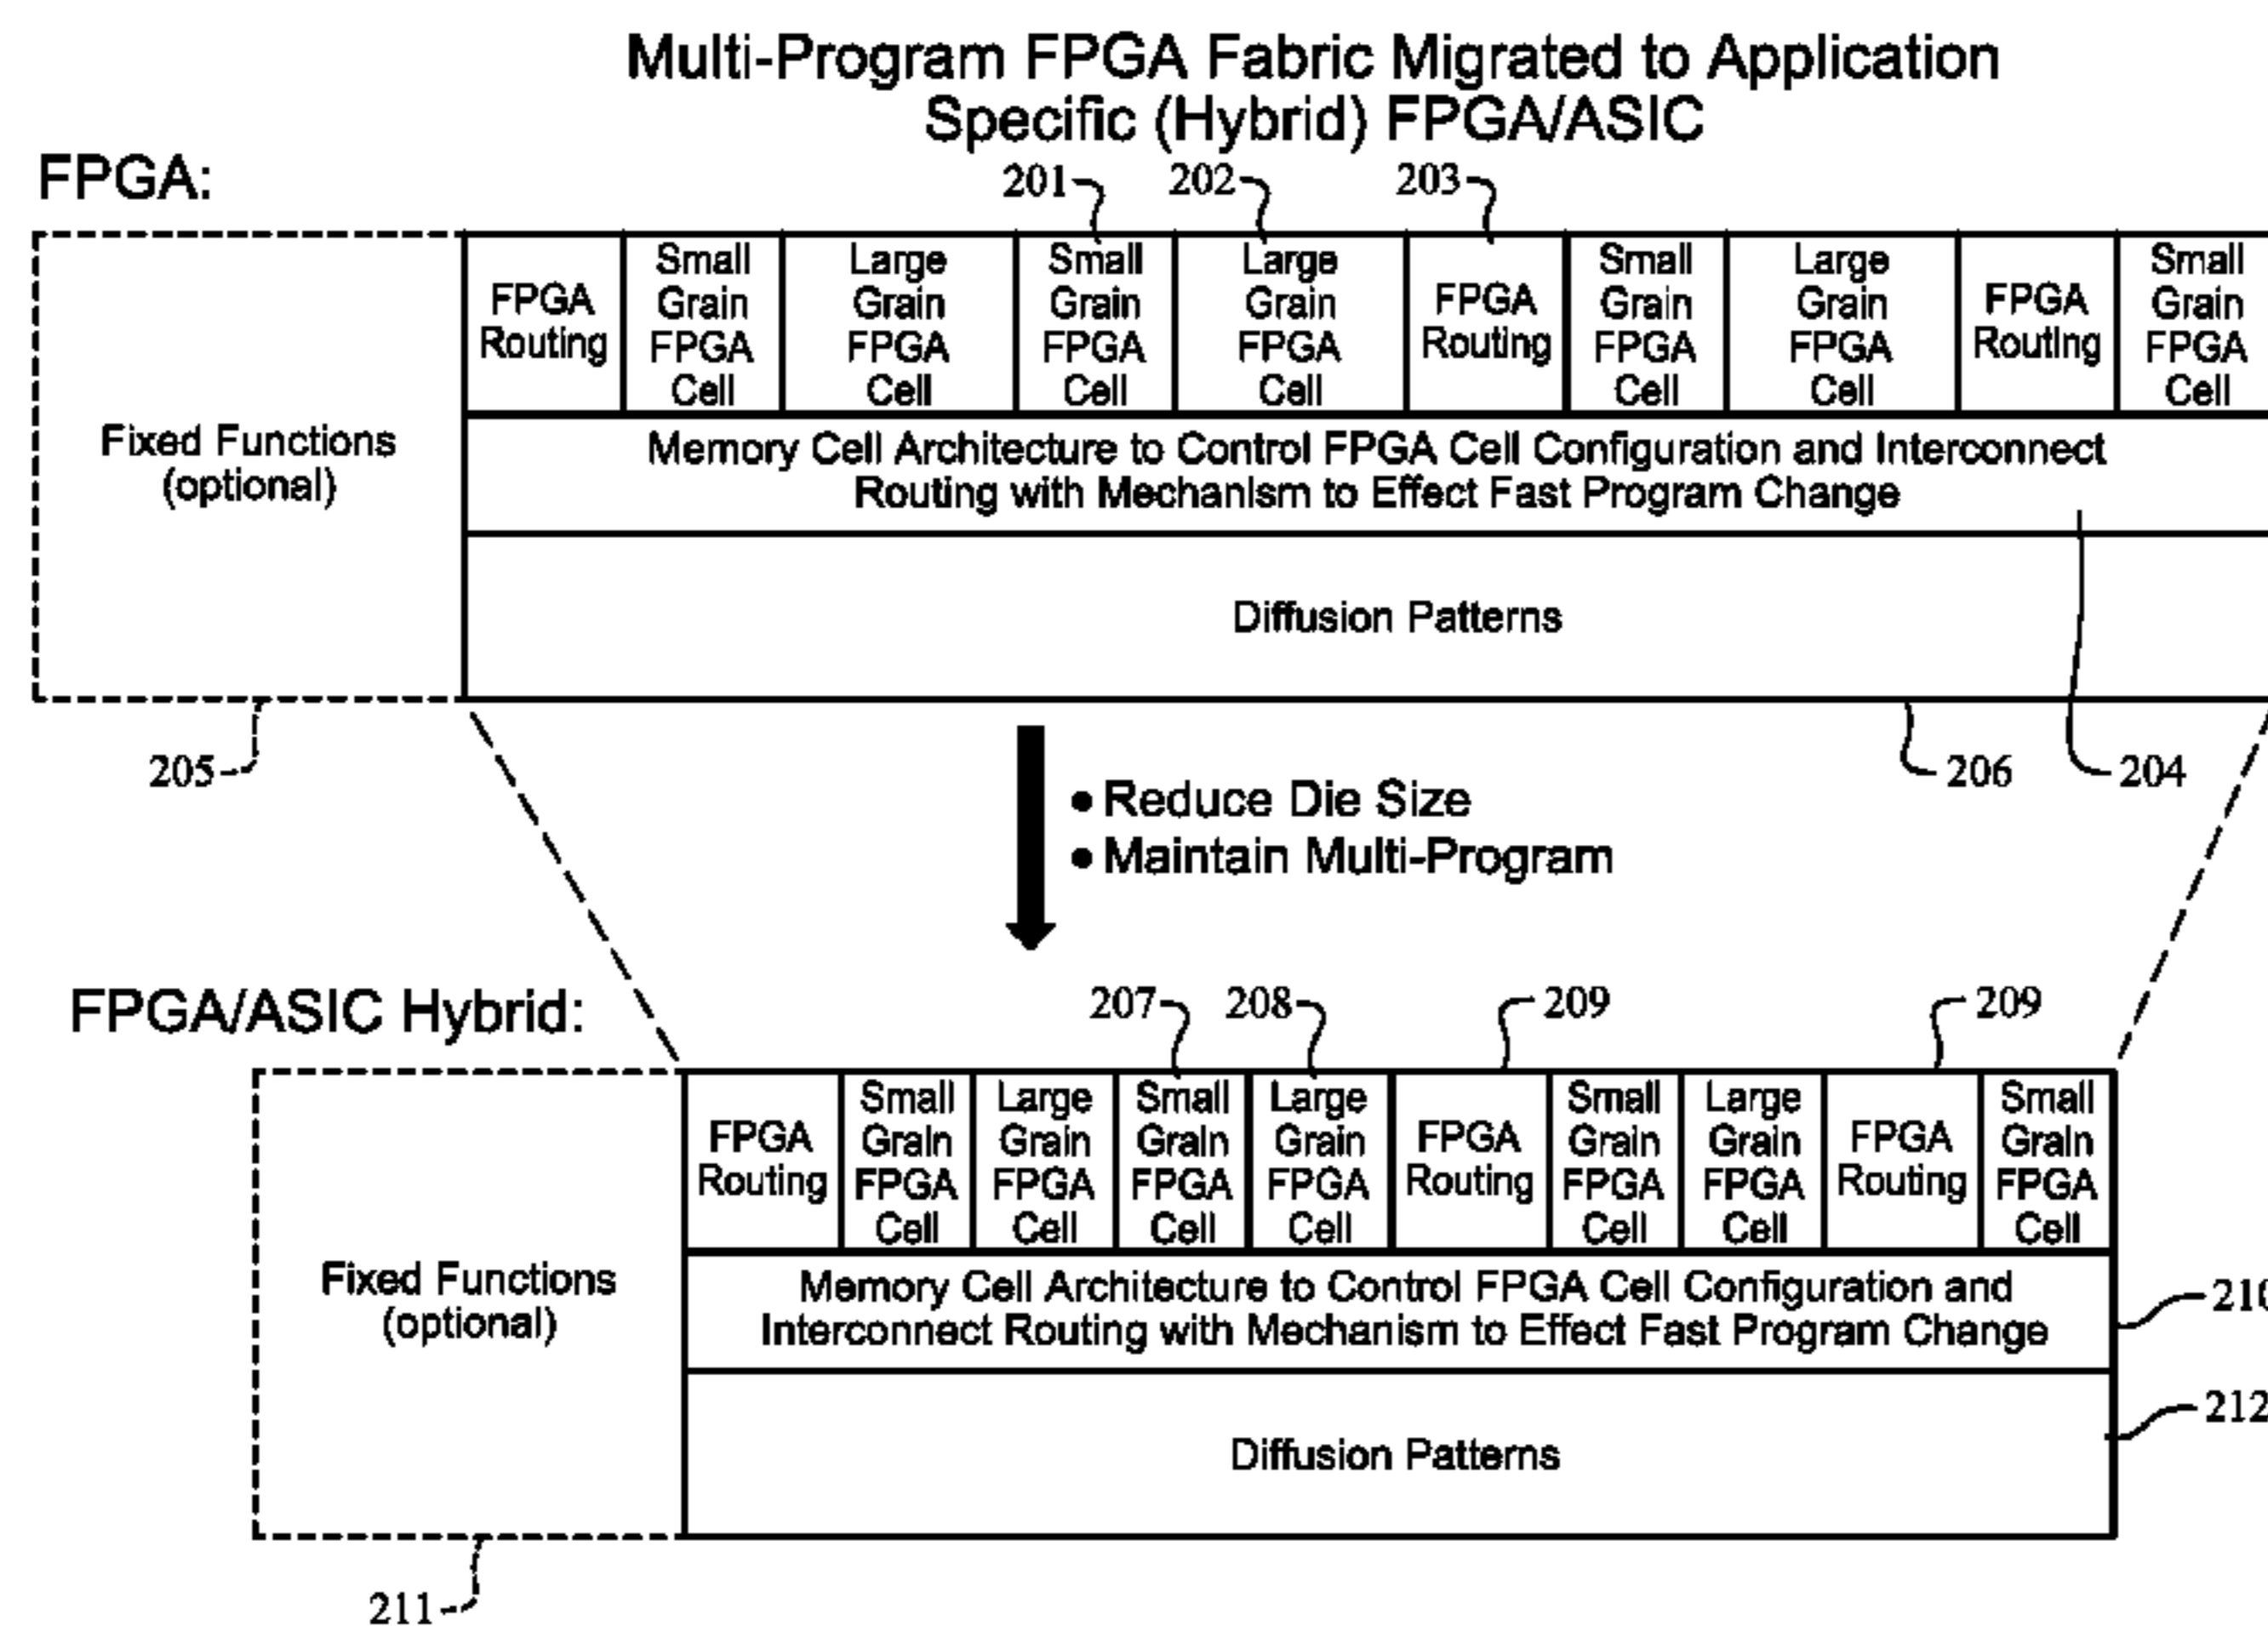 Multi-Program FPGA Fabric Migrated to Application
Specific (Hybrid) FPGA/ASIC
FPGA:
201
202
203
FPGA
Routing
Small
Grain
FPGA
Cell
Large
Grain
FPGA
Cell
Small
Grain
FPGA
Cell
Large
Grain
FPGA
Cell
FPGA
Routing
Small
Grain
FPGA
Cell
Large
Grain
FPGA
Cell
FPGA
Routing
Small
Grain
FPGA
Cell
Fixed Functions
(optional)
Memory Cell Architecture to Control FPGA Cell Configuration and Interconnect
Routing with Mechanism to Effect Fast Program Change
Diffusion Patterns
205
206
204
• Reduce Die Size
• Maintain Multi-Program
FPGA/ASIC Hybrid:
207
208
209
209
FPGA
Routing
Small
Grain
FPGA
Cell
Large
Grain
FPGA
Cell
Small
Grain
FPGA
Cell
Large
Grain
FPGA
Cell
FPGA
Routing
Small
Grain
FPGA
Cell
Large
Grain
FPGA
Cell
FPGA
Routing
Small
Grain
FPGA
Cell
Fixed Functions
(optional)
Memory Cell Architecture to Control FPGA Cell Configuration and
Interconnect Routing with Mechanism to Effect Fast Program Change
210
Diffusion Patterns
212
211